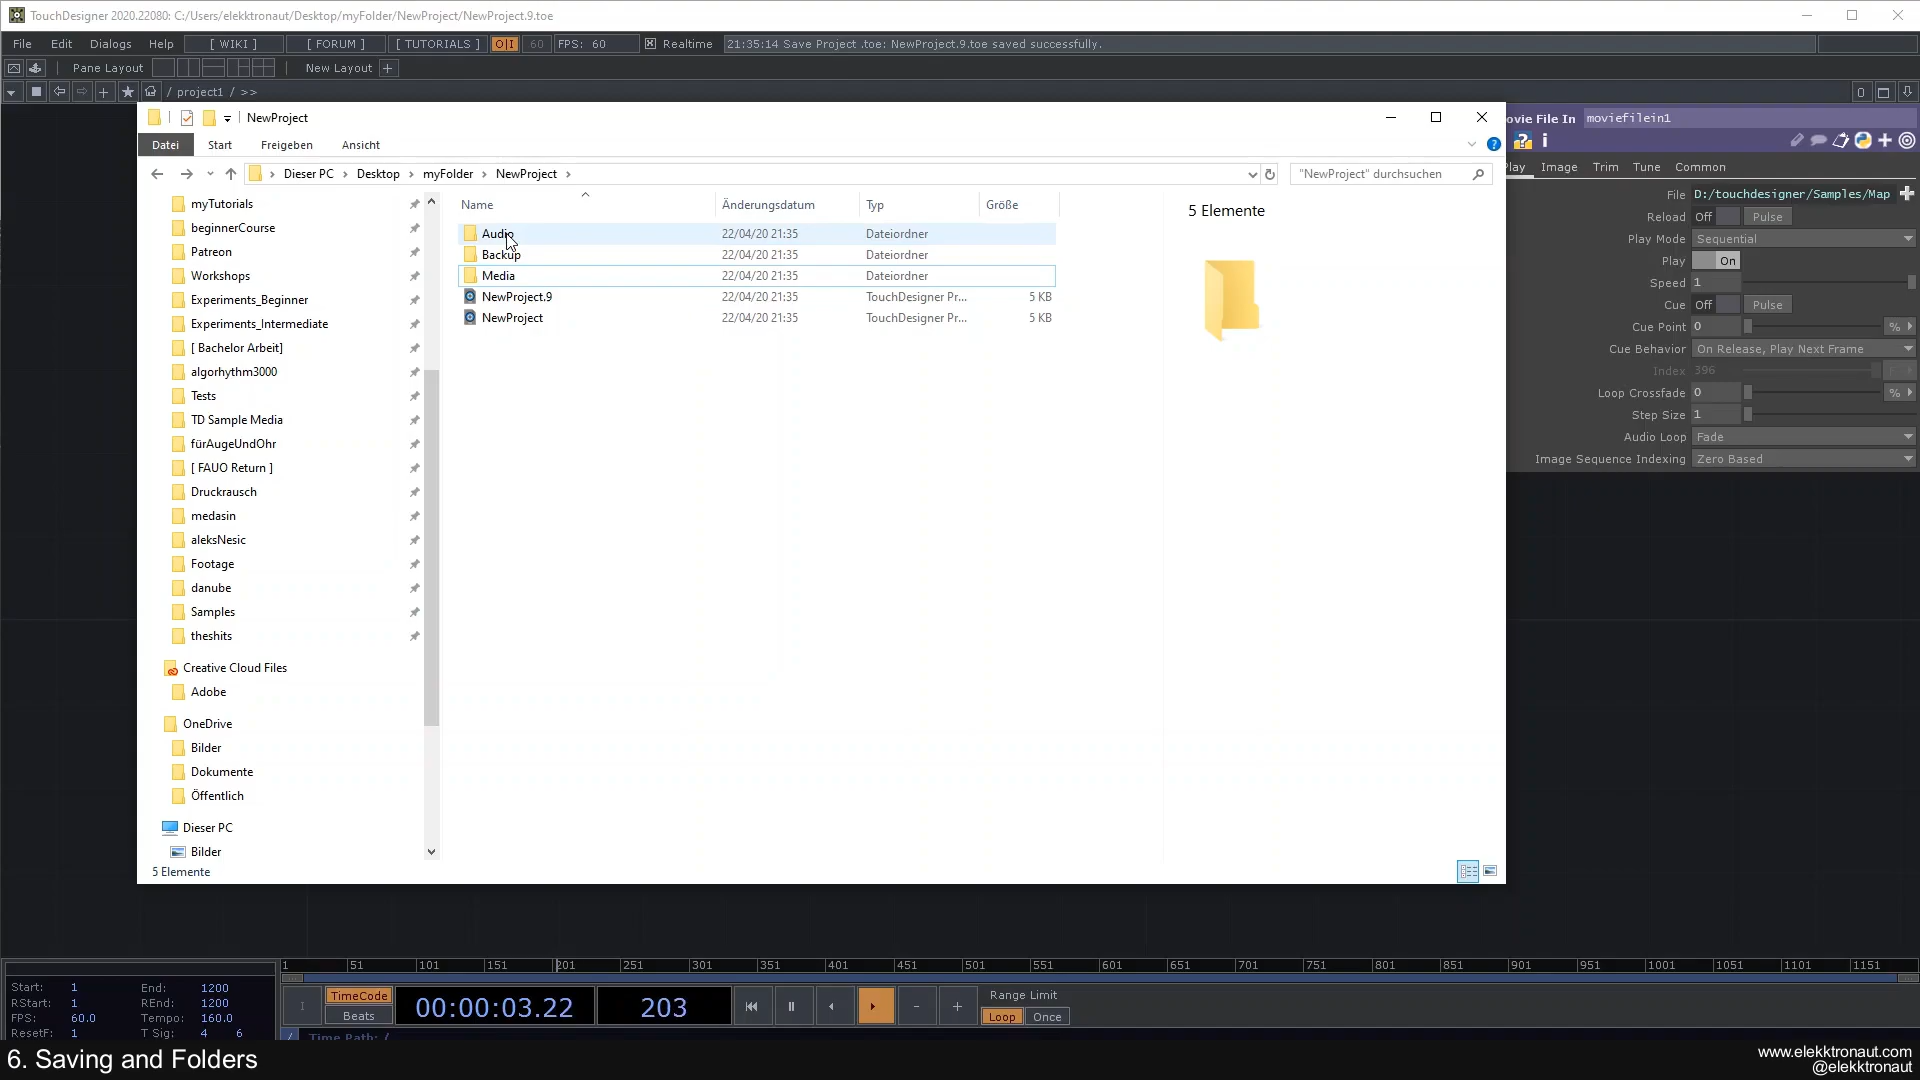 TouchDesigner 2020.22080: C:/Users/elekktronaut/Desktop/myFolder/NewProject/NewProject.9.toe
File Edit Dialogs Help [ WIKI ] [ FORUM ] [ TUTORIALS ] O|I 60 FPS: 60 Realtime 21:35:14 Save Project .toe: NewProject.9.toe saved successfully.
Pane Layout New Layout +
/ project1 / >> 0
NewProject
Datei Start Freigeben Ansicht
Dieser PC Desktop myFolder NewProject "NewProject" durchsuchen
myTutorials
beginnerCourse
Patreon
Workshops
Experiments_Beginner
Experiments_Intermediate
[ Bachelor Arbeit]
algorhythm3000
Tests
TD Sample Media
fürAugeUndOhr
[ FAUO Return ]
Druckrausch
medasin
aleksNesic
Footage
danube
Samples
theshits
Creative Cloud Files
Adobe
OneDrive
Bilder
Dokumente
Öffentlich
Dieser PC
Bilder
5 Elemente
Name Änderungsdatum Typ Größe
Audio 22/04/20 21:35 Dateiordner
Backup 22/04/20 21:35 Dateiordner
Media 22/04/20 21:35 Dateiordner
NewProject.9 22/04/20 21:35 TouchDesigner Pr... 5 KB
NewProject 22/04/20 21:35 TouchDesigner Pr... 5 KB
5 Elemente
ovie File In moviefilein1
lay Image Trim Tune Common
File D:/touchdesigner/Samples/Map
Reload Off Pulse
Play Mode Sequential
Play On
Speed 1
Cue Off Pulse
Cue Point 0 %
Cue Behavior On Release, Play Next Frame
Index 396
Loop Crossfade 0 %
Step Size 1
Audio Loop Fade
Image Sequence Indexing Zero Based
1 51 101 151 201 251 301 351 401 451 501 551 601 651 701 751 801 851 901 951 1001 1051 1101 1151
Start: 1 End: 1200
RStart: 1 REnd: 1200
FPS: 60.0 Tempo: 160.0
ResetF: 1 T Sig: 4 6
TimeCode
Beats
00:00:03.22 203
Range Limit
Loop Once
/ Time Path: /
6. Saving and Folders
www.elekktronaut.com
@elekktronaut